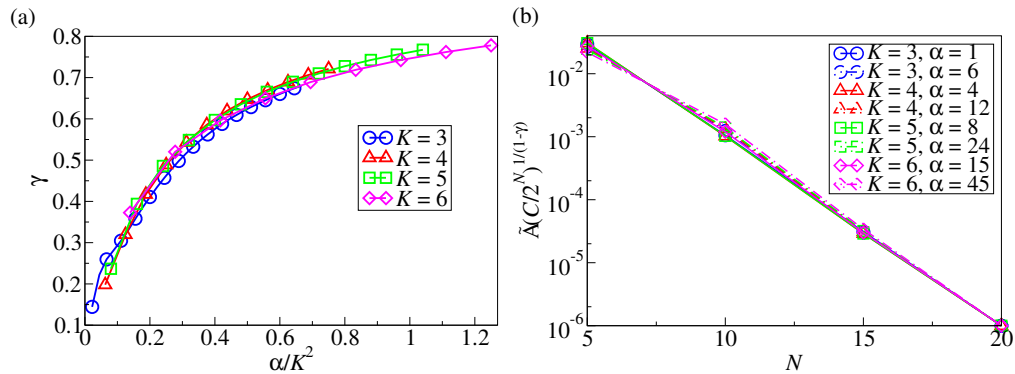 (a)
0.8
0.7
0.6
0.5
0.4
0.3
0.2
0.1
γ
0
0.2
0.4
0.6
0.8
1
1.2
α/K²
K = 3
K = 4
K = 5
K = 6
(b)
10⁻²
10⁻³
10⁻⁴
10⁻⁵
10⁻⁶
Ã(C/2ᴺ)¹/⁽¹⁻ᵞ⁾
5
10
15
20
N
K = 3, α = 1
K = 3, α = 6
K = 4, α = 4
K = 4, α = 12
K = 5, α = 8
K = 5, α = 24
K = 6, α = 15
K = 6, α = 45